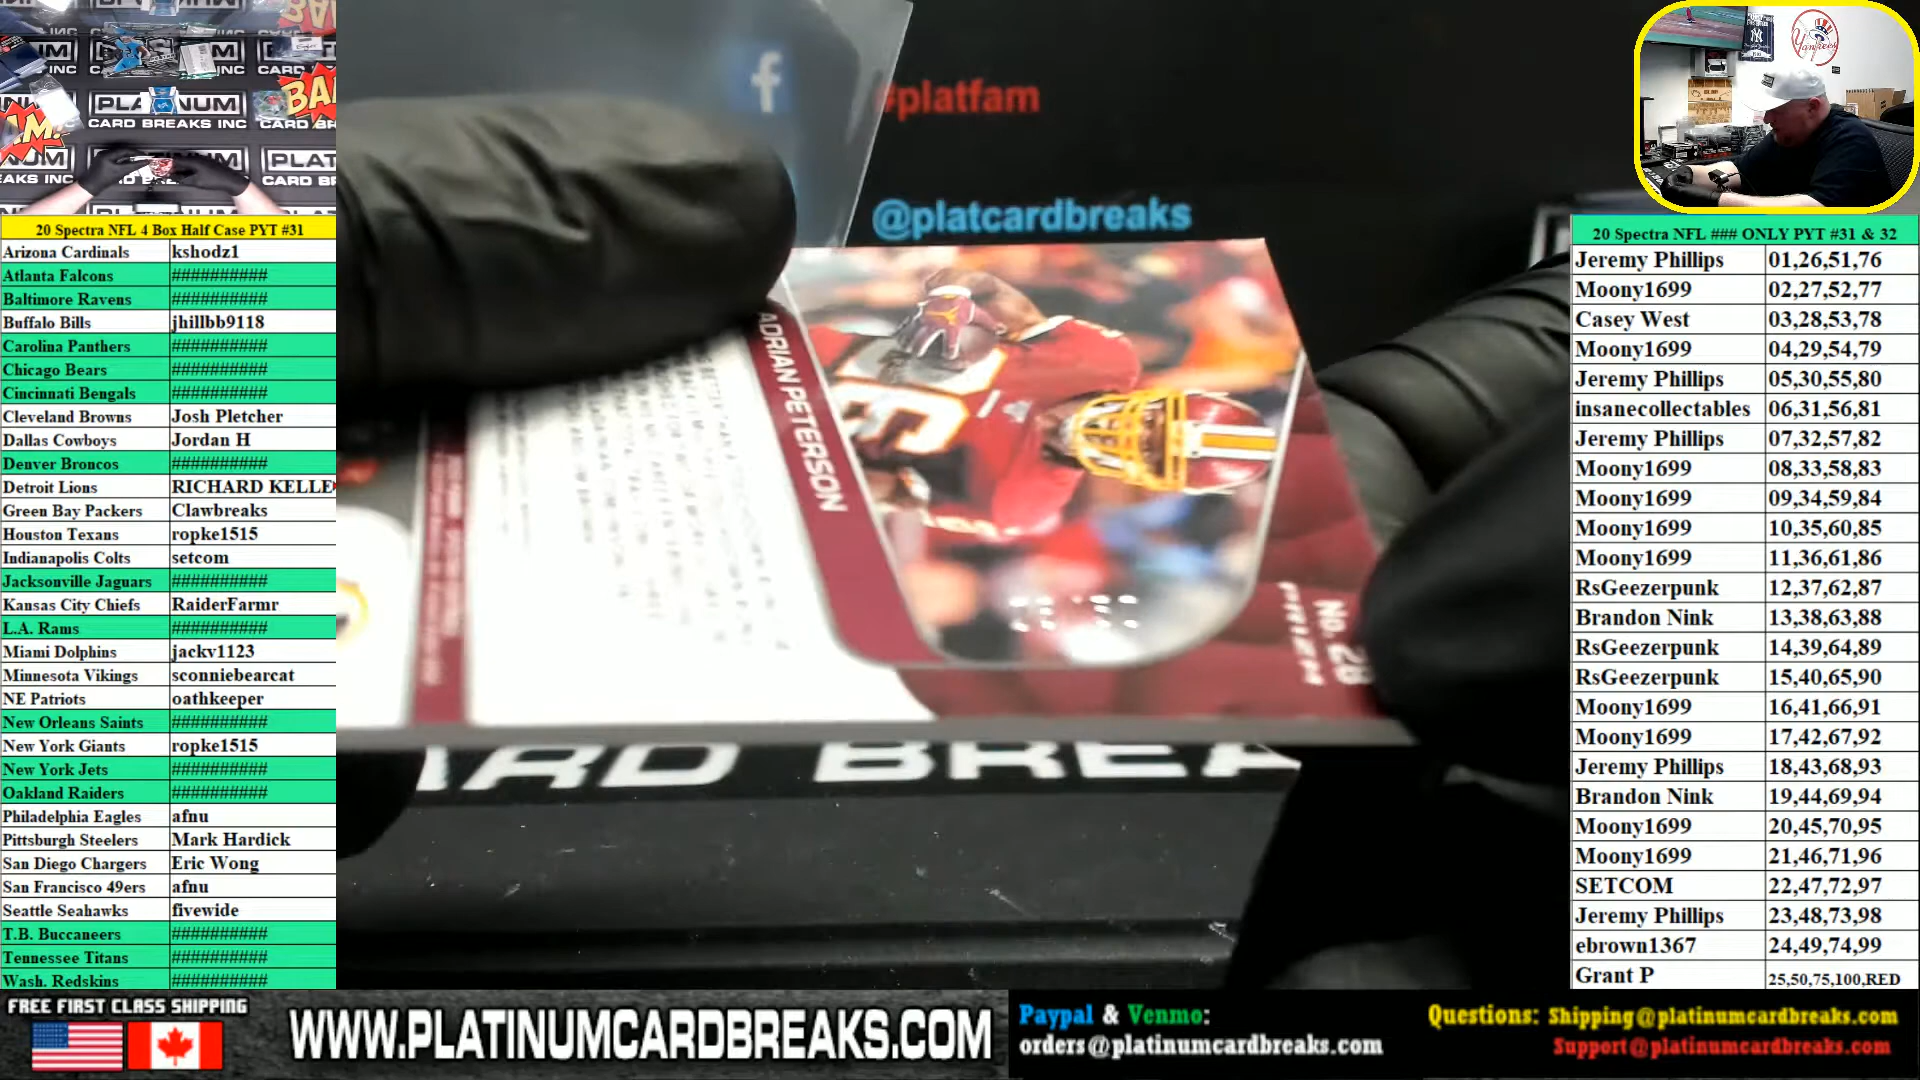 PLATINUM
CARD BREAKS INC
20 Spectra NFL 4 Box Half Case PYT #31
Arizona Cardinals kshodz1
Atlanta Falcons ##########
Baltimore Ravens ##########
Buffalo Bills jhillbb9118
Carolina Panthers ##########
Chicago Bears ##########
Cincinnati Bengals ##########
Cleveland Browns Josh Pletcher
Dallas Cowboys Jordan H
Denver Broncos ##########
Detroit Lions RICHARD KELLE
Green Bay Packers Clawbreaks
Houston Texans ropke1515
Indianapolis Colts setcom
Jacksonville Jaguars ##########
Kansas City Chiefs RaiderFarmr
L.A. Rams ##########
Miami Dolphins jackv1123
Minnesota Vikings sconniebearcat
NE Patriots oathkeeper
New Orleans Saints ##########
New York Giants ropke1515
New York Jets ##########
Oakland Raiders ##########
Philadelphia Eagles afnu
Pittsburgh Steelers Mark Hardick
San Diego Chargers Eric Wong
San Francisco 49ers afnu
Seattle Seahawks fivewide
T.B. Buccaneers ##########
Tennessee Titans ##########
Wash. Redskins ##########
f
#platfam
@platcardbreaks
ADRIAN PETERSON
No. 28
ARD BREA
Yankees
20 Spectra NFL ### ONLY PYT #31 & 32
Jeremy Phillips 01,26,51,76
Moony1699 02,27,52,77
Casey West 03,28,53,78
Moony1699 04,29,54,79
Jeremy Phillips 05,30,55,80
insanecollectables 06,31,56,81
Jeremy Phillips 07,32,57,82
Moony1699 08,33,58,83
Moony1699 09,34,59,84
Moony1699 10,35,60,85
Moony1699 11,36,61,86
RsGeezerpunk 12,37,62,87
Brandon Nink 13,38,63,88
RsGeezerpunk 14,39,64,89
RsGeezerpunk 15,40,65,90
Moony1699 16,41,66,91
Moony1699 17,42,67,92
Jeremy Phillips 18,43,68,93
Brandon Nink 19,44,69,94
Moony1699 20,45,70,95
Moony1699 21,46,71,96
SETCOM 22,47,72,97
Jeremy Phillips 23,48,73,98
ebrown1367 24,49,74,99
Grant P 25,50,75,100,RED
FREE FIRST CLASS SHIPPING
WWW.PLATINUMCARDBREAKS.COM
Paypal & Venmo:
orders@platinumcardbreaks.com
Questions: Shipping@platinumcardbreaks.com
Support@platinumcardbreaks.com